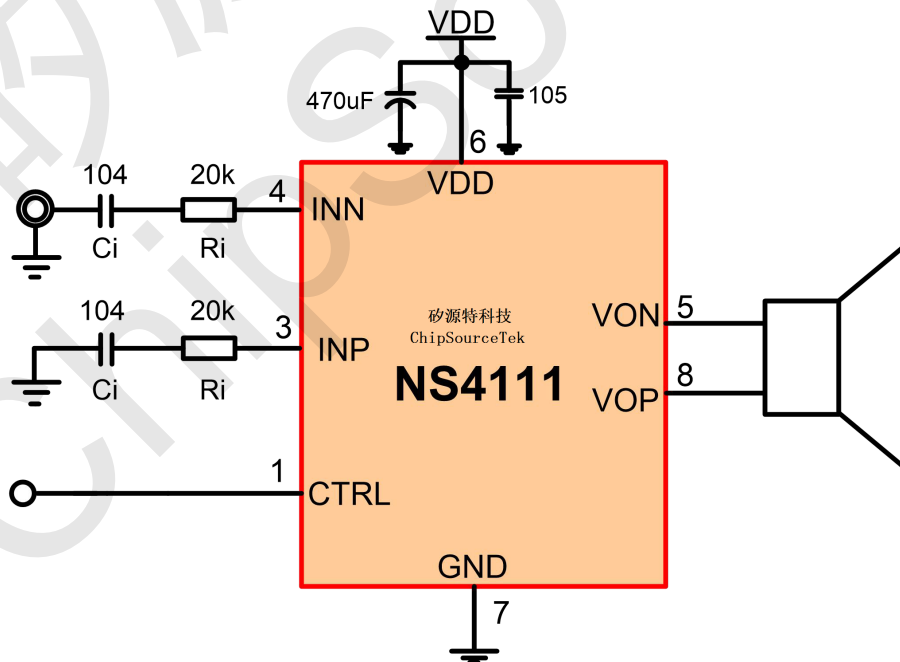 VDD
470uF
105
6
VDD
104
20k
4
INN
Ci
Ri
104
20k
3
INP
Ci
Ri
矽源特科技
ChipSourceTek
NS4111
VON
5
VOP
8
1
CTRL
GND
7
ChipSo